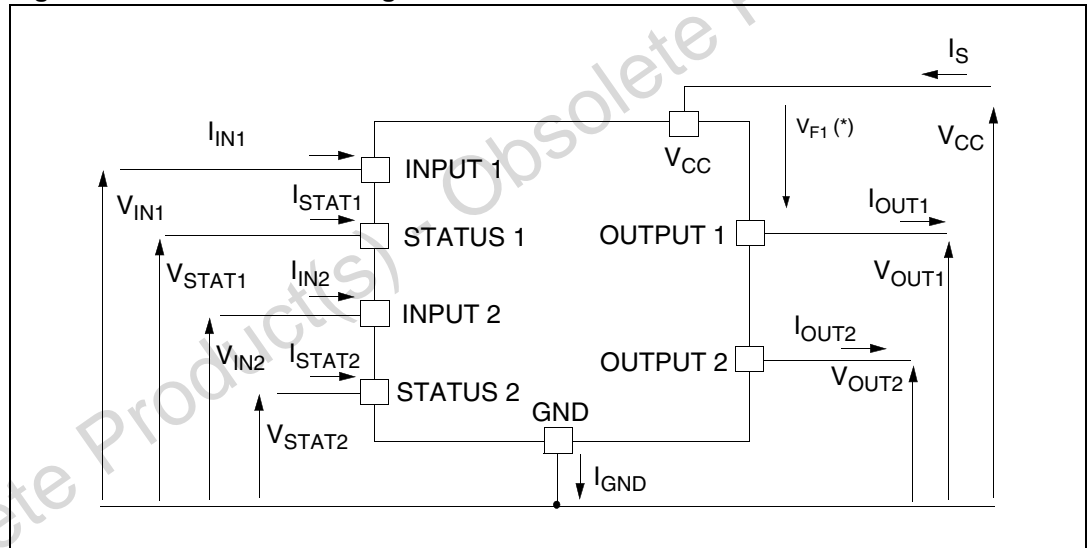 I_S
V_F1 (*)
V_CC
V_CC
I_IN1
INPUT 1
V_IN1
I_STAT1
STATUS 1
OUTPUT 1
I_OUT1
V_STAT1
V_OUT1
I_IN2
INPUT 2
V_IN2
I_OUT2
I_STAT2
OUTPUT 2
V_OUT2
STATUS 2
GND
V_STAT2
I_GND
Product(s) - Obsolete